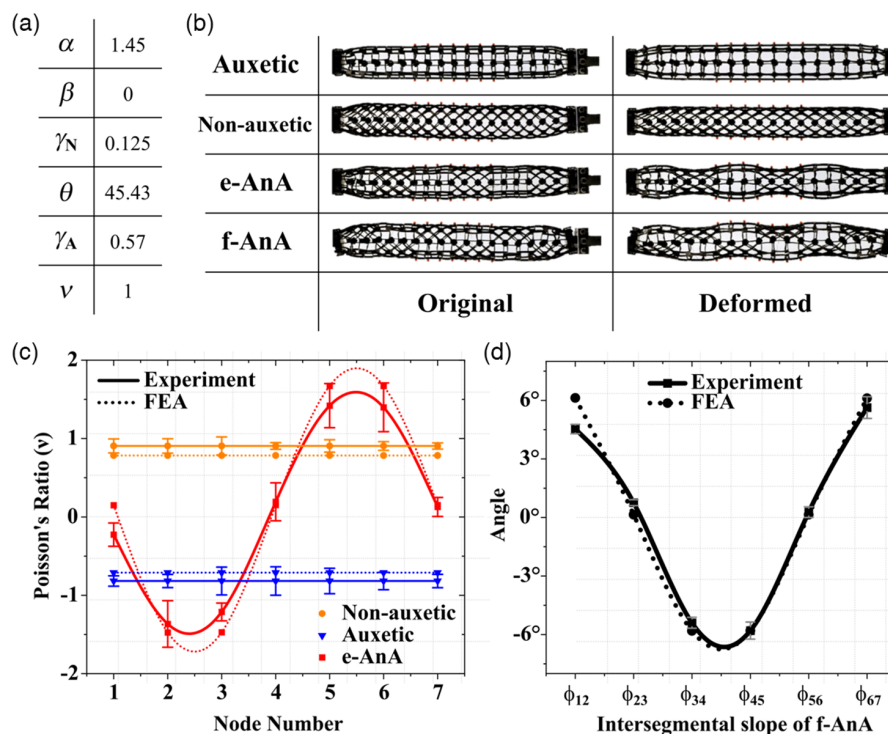 (a)
α 1.45
β 0
γN 0.125
θ 45.43
γA 0.57
ν 1
(b)
Auxetic
Non-auxetic
e-AnA
f-AnA
Original Deformed
(c)
2
1
0
-1
-2
Poisson's Ratio (ν)
Experiment
FEA
Non-auxetic
Auxetic
e-AnA
1 2 3 4 5 6 7
Node Number
(d)
6°
3°
0°
-3°
-6°
Angle
Experiment
FEA
ϕ12 ϕ23 ϕ34 ϕ45 ϕ56 ϕ67
Intersegmental slope of f-AnA